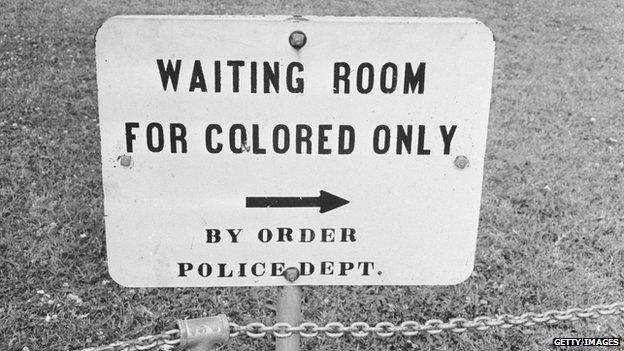 WAITING ROOM
FOR COLORED ONLY
BY ORDER
POLICE DEPT.
GETTY IMAGES